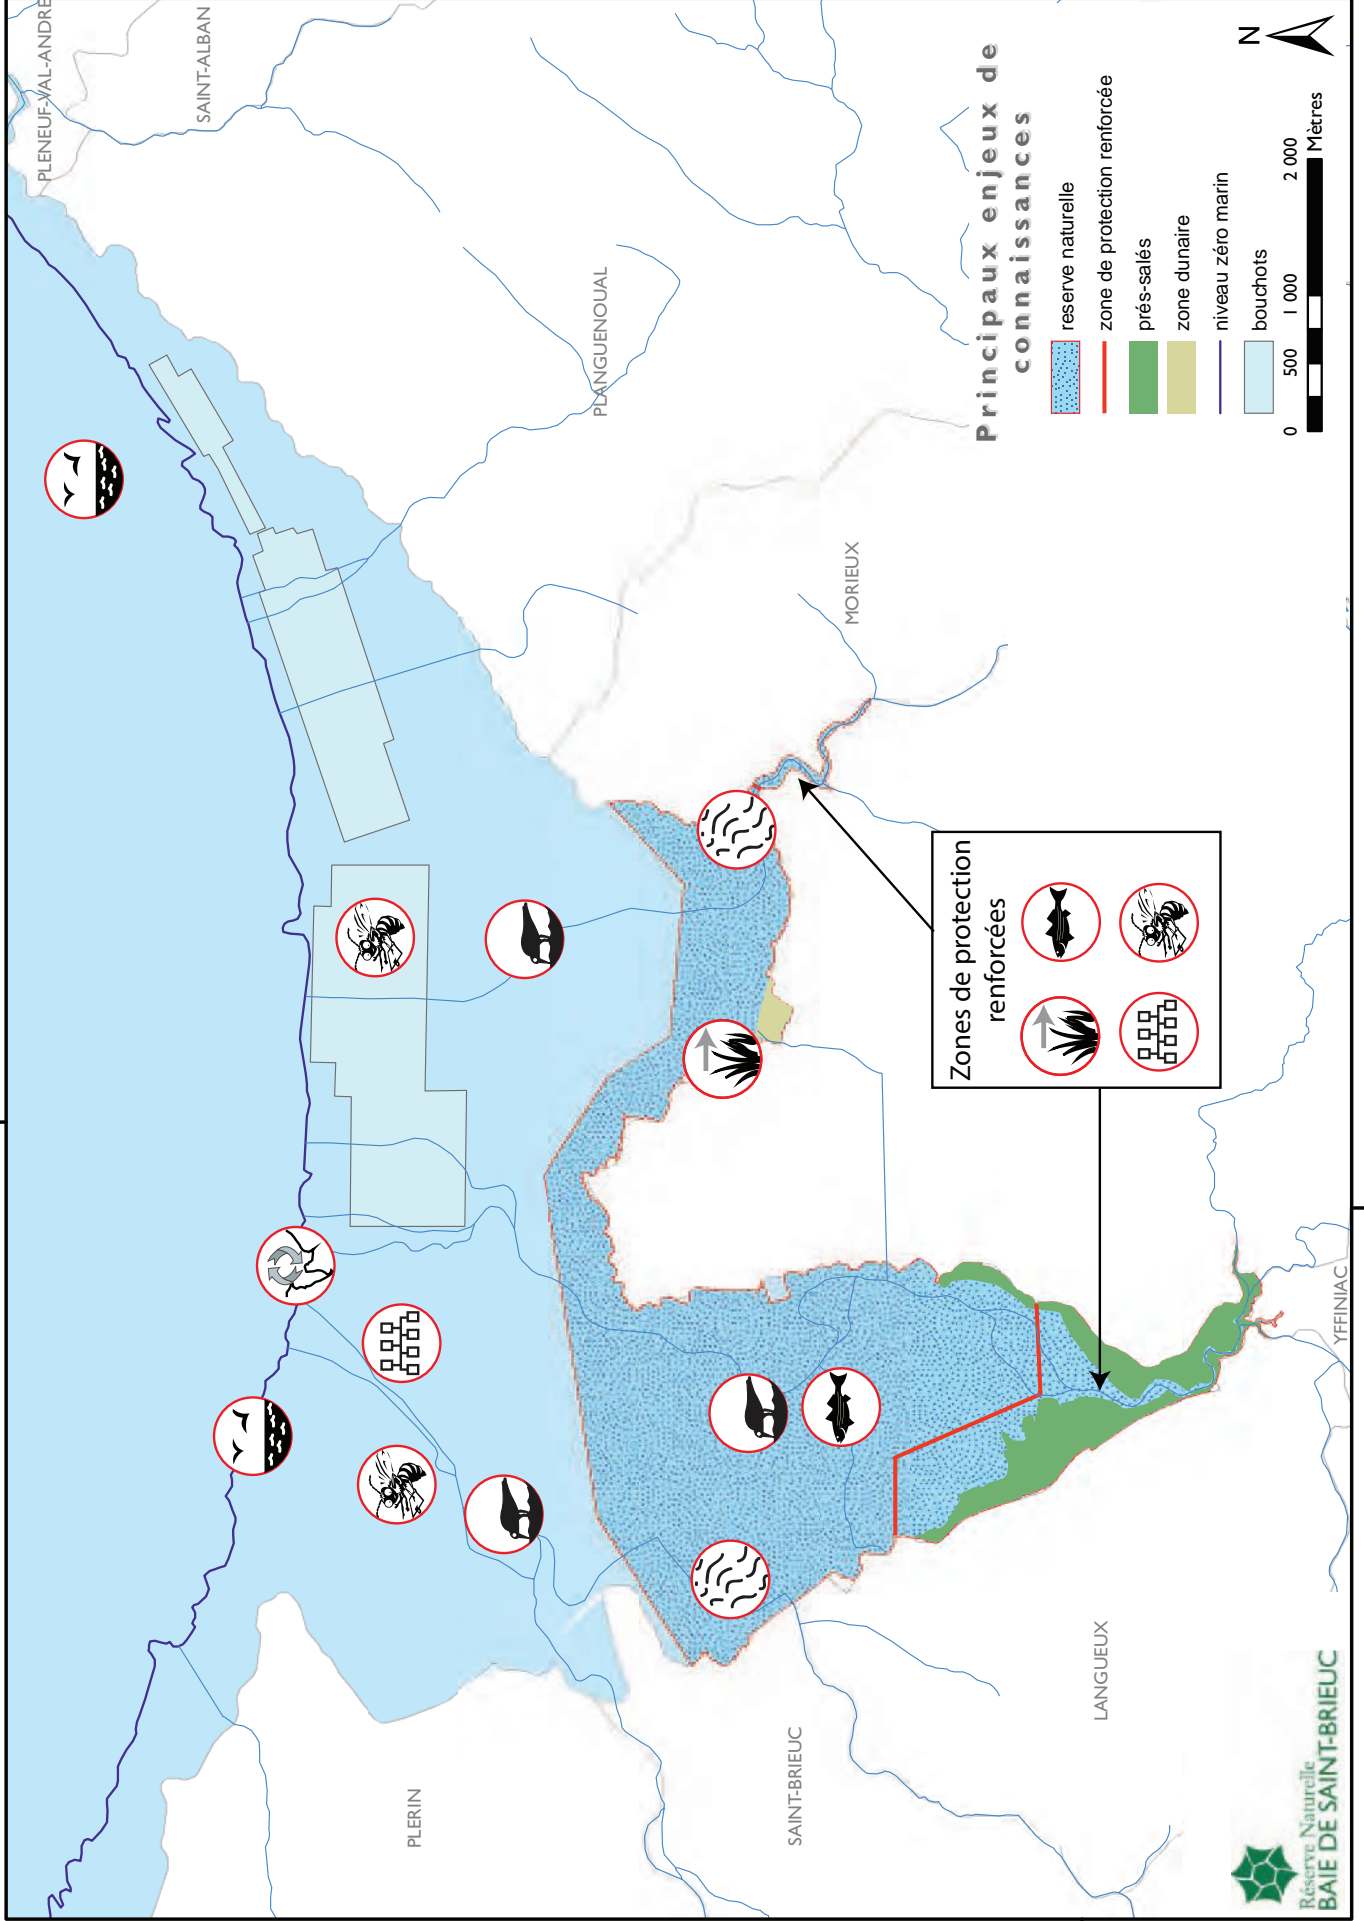 PLENEUF-VAL-ANDRE
SAINT-ALBAN
PLANGUENOUAL
MORIEUX
PLERIN
SAINT-BRIEUC
LANGUEUX
YFFINIAC
Zones de protection
renforcées
Principaux enjeux de
connaissances
reserve naturelle
zone de protection renforcée
prés-salés
zone dunaire
niveau zéro marin
bouchots
0 500 1 000 2 000
Mètres
N
Réserve Naturelle
BAIE DE SAINT-BRIEUC